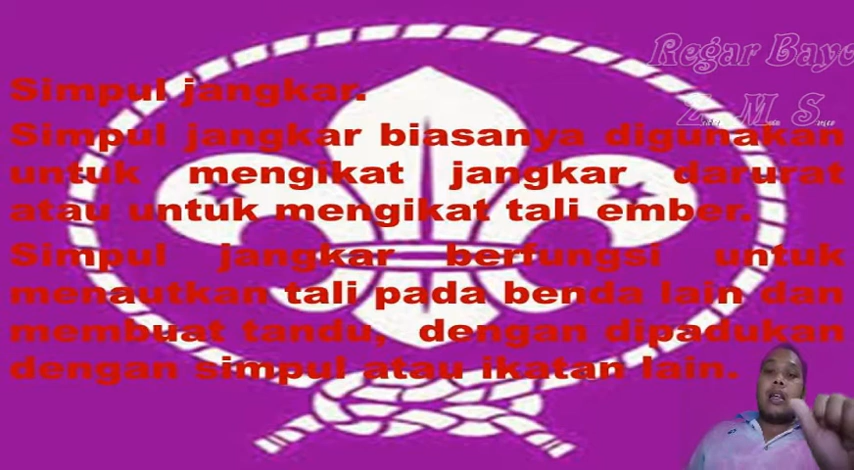 Regar Bayo
Z M S
Simpul jangkar.
Simpul jangkar biasanya digunakan
untuk mengikat jangkar darurat
atau untuk mengikat tali ember.
Simpul jangkar berfungsi untuk
menautkan tali pada benda lain dan
membuat tandu, dengan dipadukan
dengan simpul atau ikatan lain.